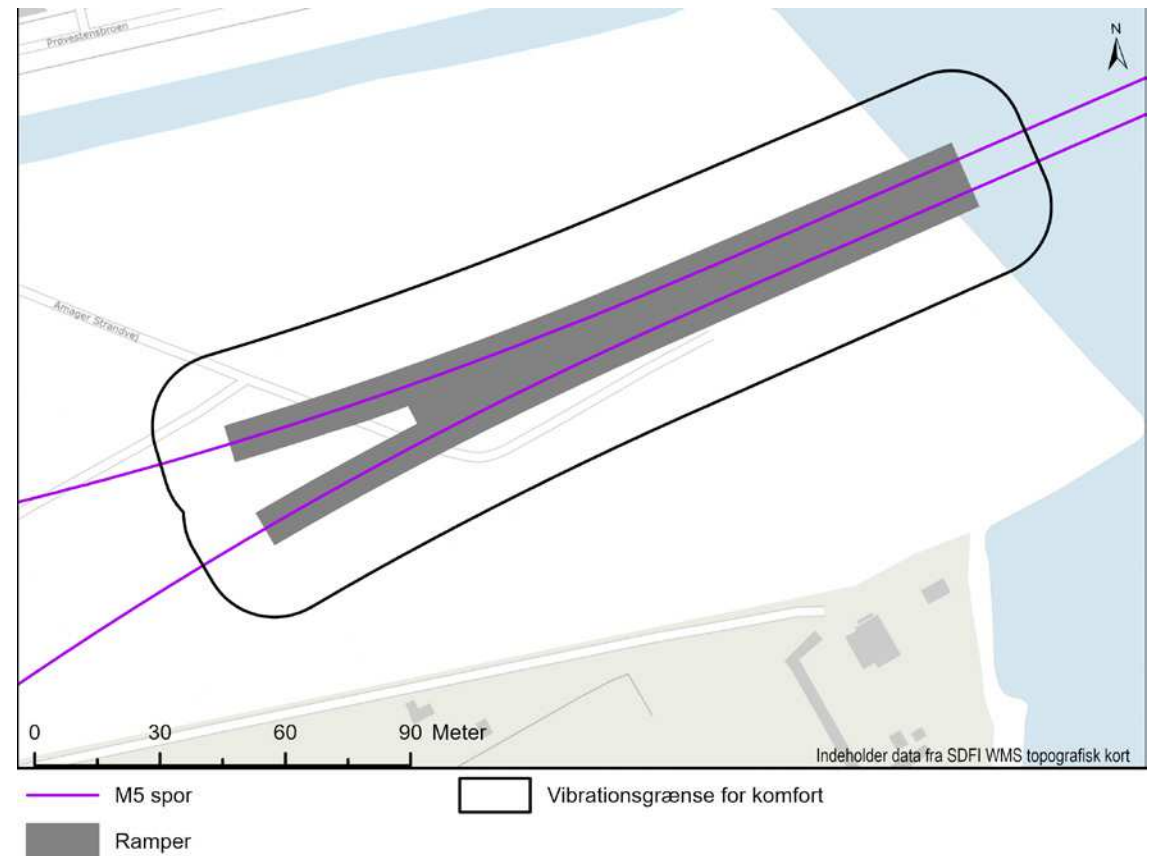 Prøvestensbroen
N
Amager Strandvej
0 30 60 90 Meter
Indeholder data fra SDFI WMS topografisk kort
M5 spor
Vibrationsgrænse for komfort
Ramper